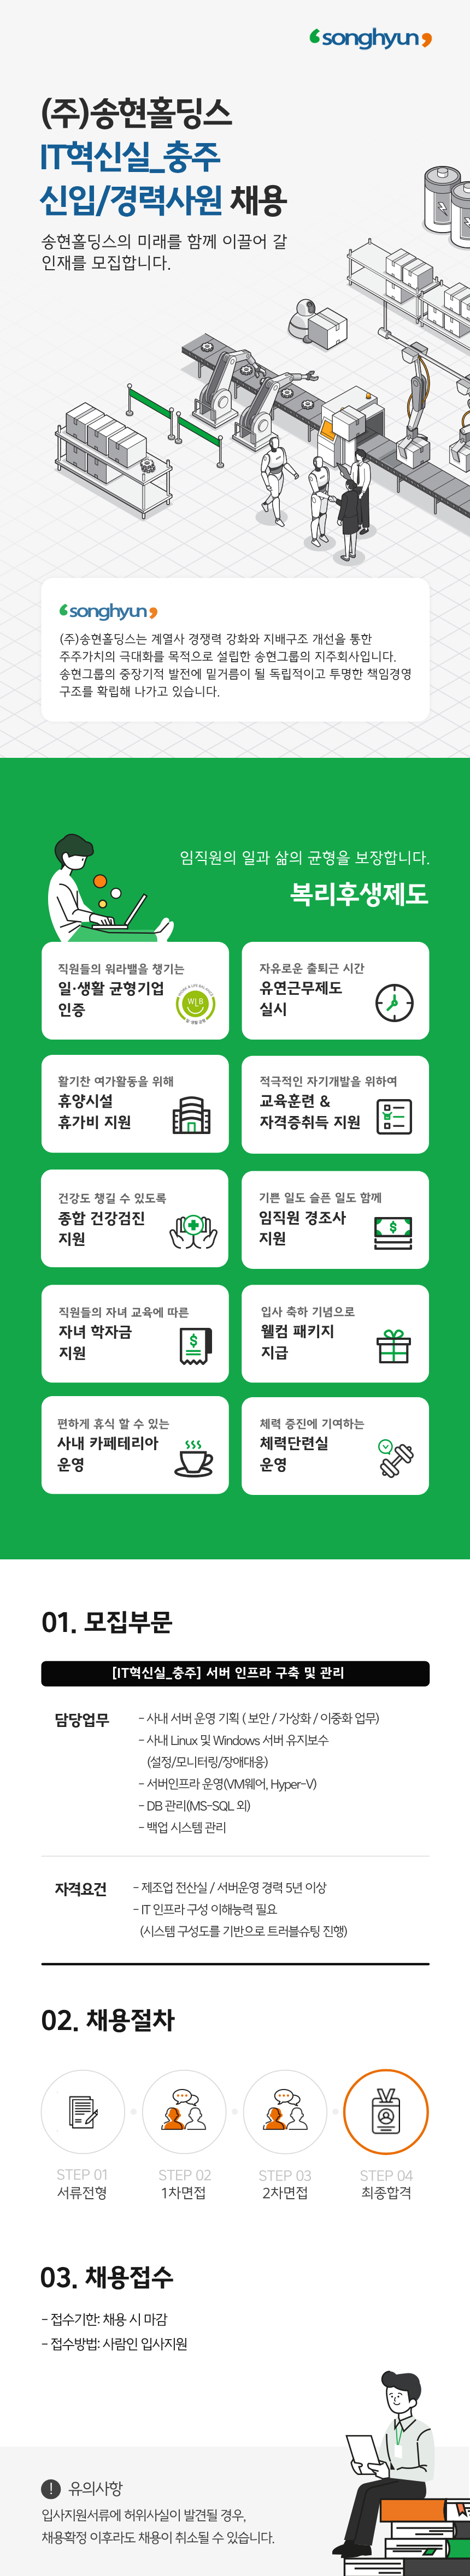 songhyun
(주)송현홀딩스
IT혁신실_충주
신입/경력사원 채용
송현홀딩스의 미래를 함께 이끌어 갈
인재를 모집합니다.
songhyun
(주)송현홀딩스는 계열사 경쟁력 강화와 지배구조 개선을 통한
주주가치의 극대화를 목적으로 설립한 송현그룹의 지주회사입니다.
송현그룹의 중장기적 발전에 밑거름이 될 독립적이고 투명한 책임경영
구조를 확립해 나가고 있습니다.
임직원의 일과 삶의 균형을 보장합니다.
복리후생제도
직원들의 워라밸을 챙기는
일·생활 균형기업
인증
WORK & LIFE BALANCE
WLB
일·생활 균형
자유로운 출퇴근 시간
유연근무제도
실시
활기찬 여가활동을 위해
휴양시설
휴가비 지원
적극적인 자기개발을 위하여
교육훈련 &
자격증취득 지원
건강도 챙길 수 있도록
종합 건강검진
지원
기쁜 일도 슬픈 일도 함께
임직원 경조사
지원
$
직원들의 자녀 교육에 따른
자녀 학자금
지원
$
입사 축하 기념으로
웰컴 패키지
지급
편하게 휴식 할 수 있는
사내 카페테리아
운영
체력 증진에 기여하는
체력단련실
운영
01. 모집부문
[IT혁신실_충주] 서버 인프라 구축 및 관리
담당업무
- 사내 서버 운영 기획 ( 보안 / 가상화 / 이중화 업무)
- 사내 Linux 및 Windows 서버 유지보수
(설정/모니터링/장애대응)
- 서버인프라 운영(VM웨어, Hyper-V)
- DB 관리(MS-SQL 외)
- 백업 시스템 관리
자격요건
- 제조업 전산실 / 서버운영 경력 5년 이상
- IT 인프라 구성 이해능력 필요
(시스템 구성도를 기반으로 트러블슈팅 진행)
02. 채용절차
STEP 01
서류전형
STEP 02
1차면접
STEP 03
2차면접
STEP 04
최종합격
03. 채용접수
- 접수기한: 채용 시 마감
- 접수방법: 사람인 입사지원
! 유의사항
입사지원서류에 허위사실이 발견될 경우,
채용확정 이후라도 채용이 취소될 수 있습니다.